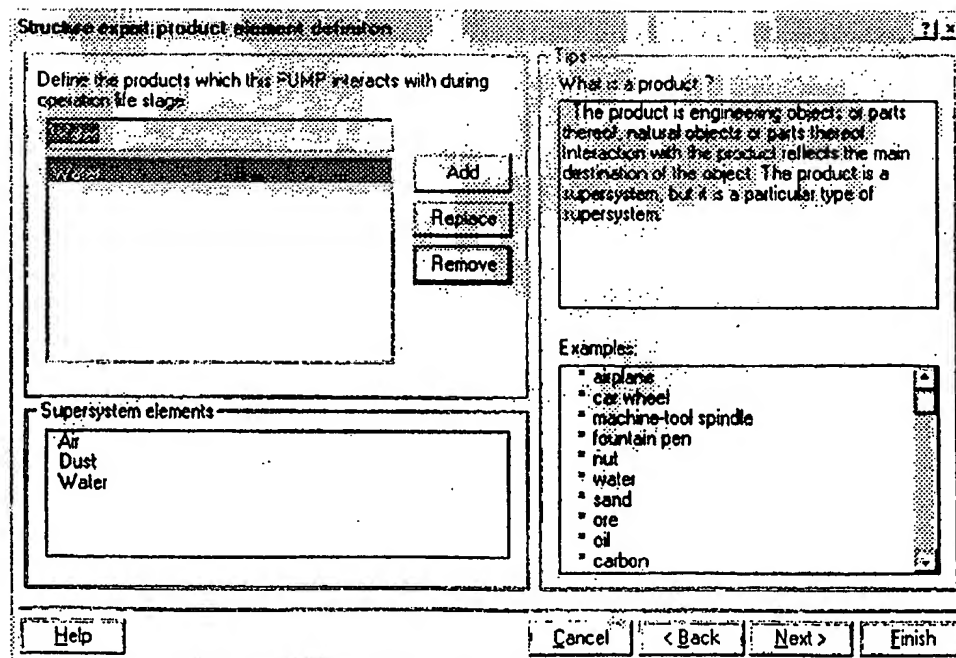 Structure expert: product element definition
? x
Define the products which this PUMP interacts with during
operation life stage
Water
Water
Add
Replace
Remove
Supersystem elements
Air
Dust
Water
Tips
What is a product ?
The product is engineering objects or parts
thereof, natural objects or parts thereof.
Interaction with the product reflects the main
destination of the object. The product is a
supersystem, but it is a particular type of
supersystem.
Examples:
* airplane
* car wheel
* machine-tool spindle
* fountain pen
* nut
* water
* sand
* ore
* oil
* carbon
Help
Cancel
< Back
Next >
Finish